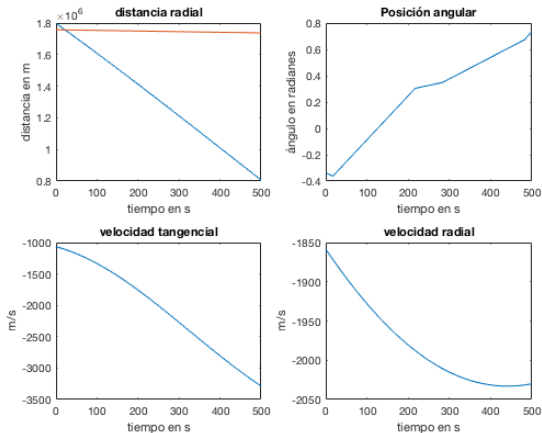 distancia radial
×10⁶
1.8
1.6
1.4
1.2
1
0.8
distancia en m
0 100 200 300 400 500
tiempo en s
Posición angular
0.8
0.6
0.4
0.2
0
-0.2
-0.4
ángulo en radianes
0 100 200 300 400 500
tiempo en s
velocidad tangencial
-1000
-1500
-2000
-2500
-3000
-3500
m/s
0 100 200 300 400 500
tiempo en s
velocidad radial
-1850
-1900
-1950
-2000
-2050
m/s
0 100 200 300 400 500
tiempo en s